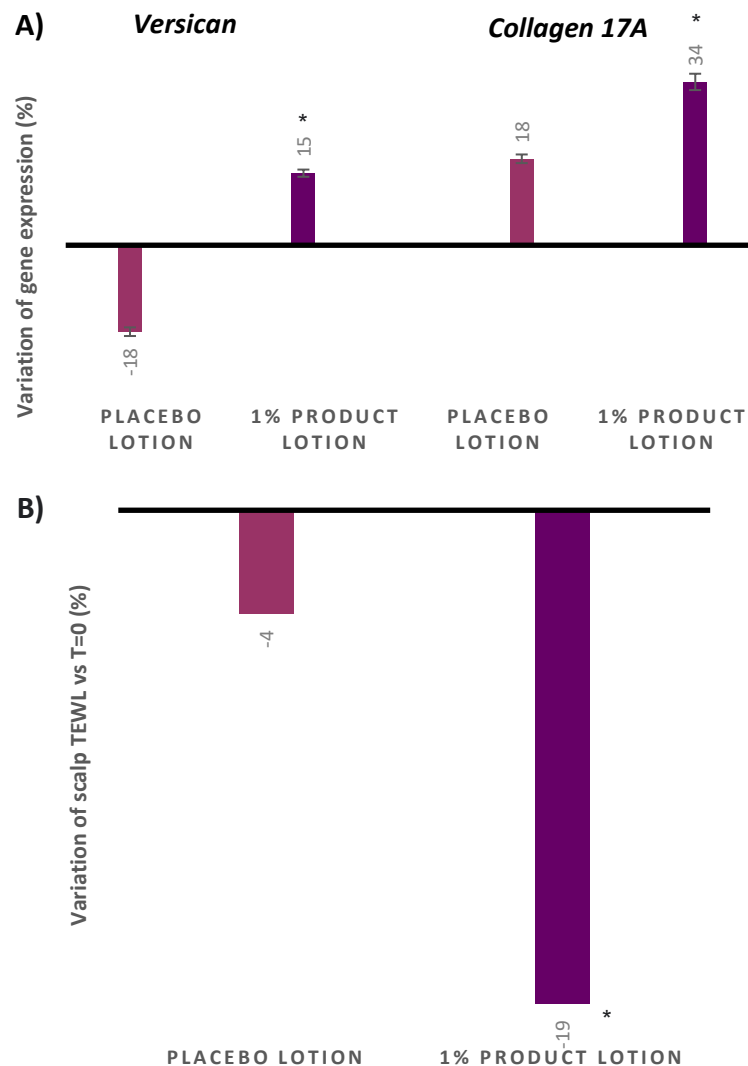 A)
Versican
Collagen 17A
Variation of gene expression (%)
-18
*
15
18
*
34
PLACEBO
LOTION
1% PRODUCT
LOTION
PLACEBO
LOTION
1% PRODUCT
LOTION
B)
Variation of scalp TEWL vs T=0 (%)
-4
-19
*
PLACEBO LOTION
1% PRODUCT LOTION